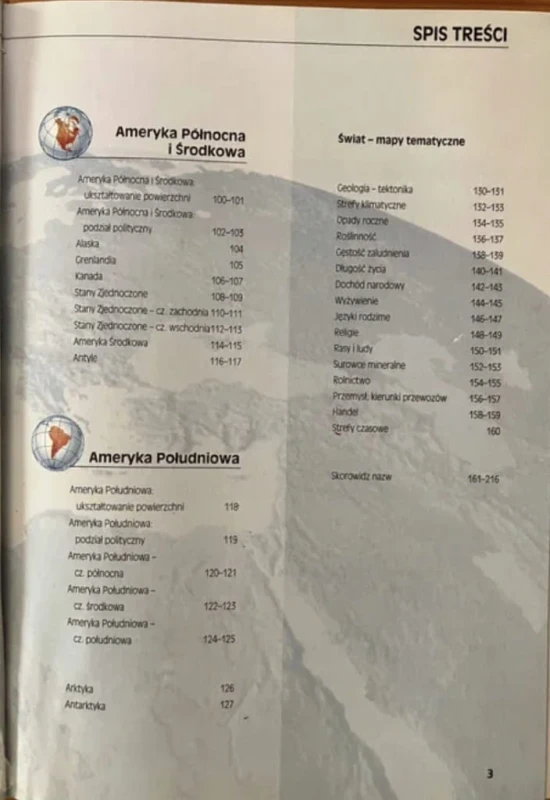 SPIS TREŚCI
Ameryka Północna
i Środkowa
Ameryka Północna i Środkowa:
ukształtowanie powierzchni 100–101
Ameryka Północna i Środkowa:
podział polityczny 102–103
Alaska 104
Grenlandia 105
Kanada 106–107
Stany Zjednoczone 108–109
Stany Zjednoczone – cz. zachodnia 110–111
Stany Zjednoczone – cz. wschodnia 112–113
Ameryka Środkowa 114–115
Antyle 116–117
Ameryka Południowa
Ameryka Południowa:
ukształtowanie powierzchni 118
Ameryka Południowa:
podział polityczny 119
Ameryka Południowa –
cz. północna 120–121
Ameryka Południowa –
cz. środkowa 122–123
Ameryka Południowa –
cz. południowa 124–125
Arktyka 126
Antarktyka 127
Świat – mapy tematyczne
Geologia – tektonika 130–131
Strefy klimatyczne 132–133
Opady roczne 134–135
Roślinność 136–137
Gęstość zaludnienia 138–139
Długość życia 140–141
Dochód narodowy 142–143
Wyżywienie 144–145
Języki rodzime 146–147
Religie 148–149
Rasy i ludy 150–151
Surowce mineralne 152–153
Rolnictwo 154–155
Przemysł, kierunki przewozów 156–157
Handel 158–159
Strefy czasowe 160
Skorowidz nazw 161–216
3